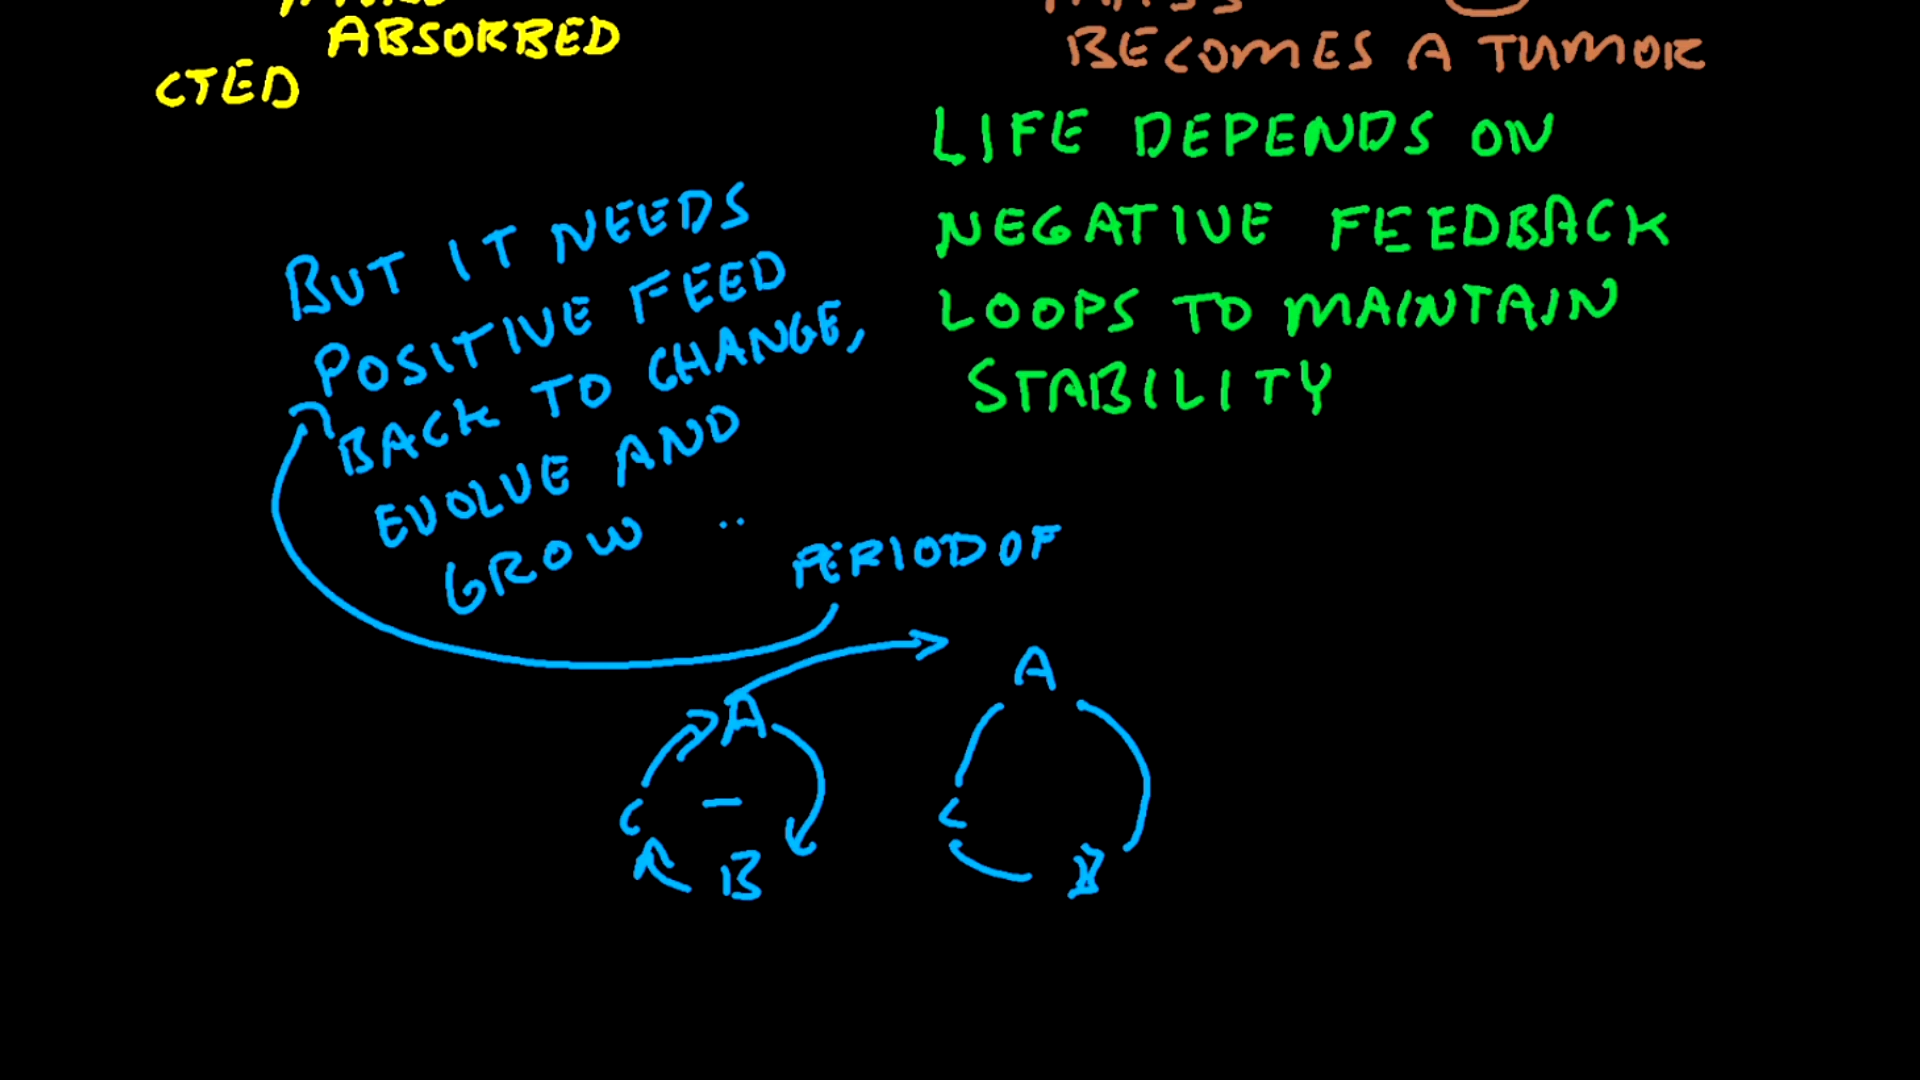 ABSORBED
CTED
BECOMES A TUMOR
LIFE DEPENDS ON
NEGATIVE FEEDBACK
LOOPS TO MAINTAIN
STABILITY
BUT IT NEEDS
POSITIVE FEED
BACK TO CHANGE,
EVOLVE AND
GROW ..
PERIOD OF
A
C
B
A
C